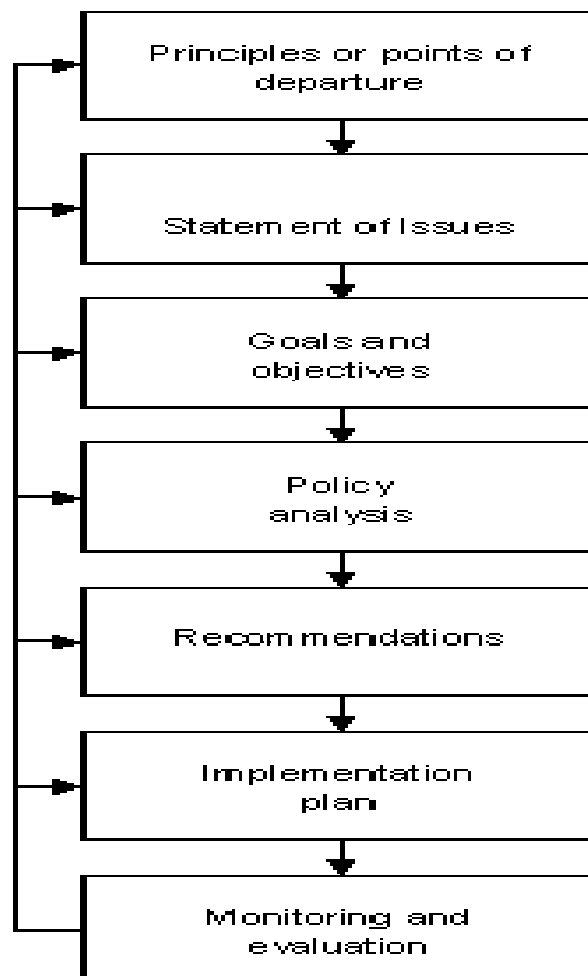 Principles or points of
departure
Statement of Issues
Goals and
objectives
Policy
analysis
Recommendations
Implementation
plan
Monitoring and
evaluation